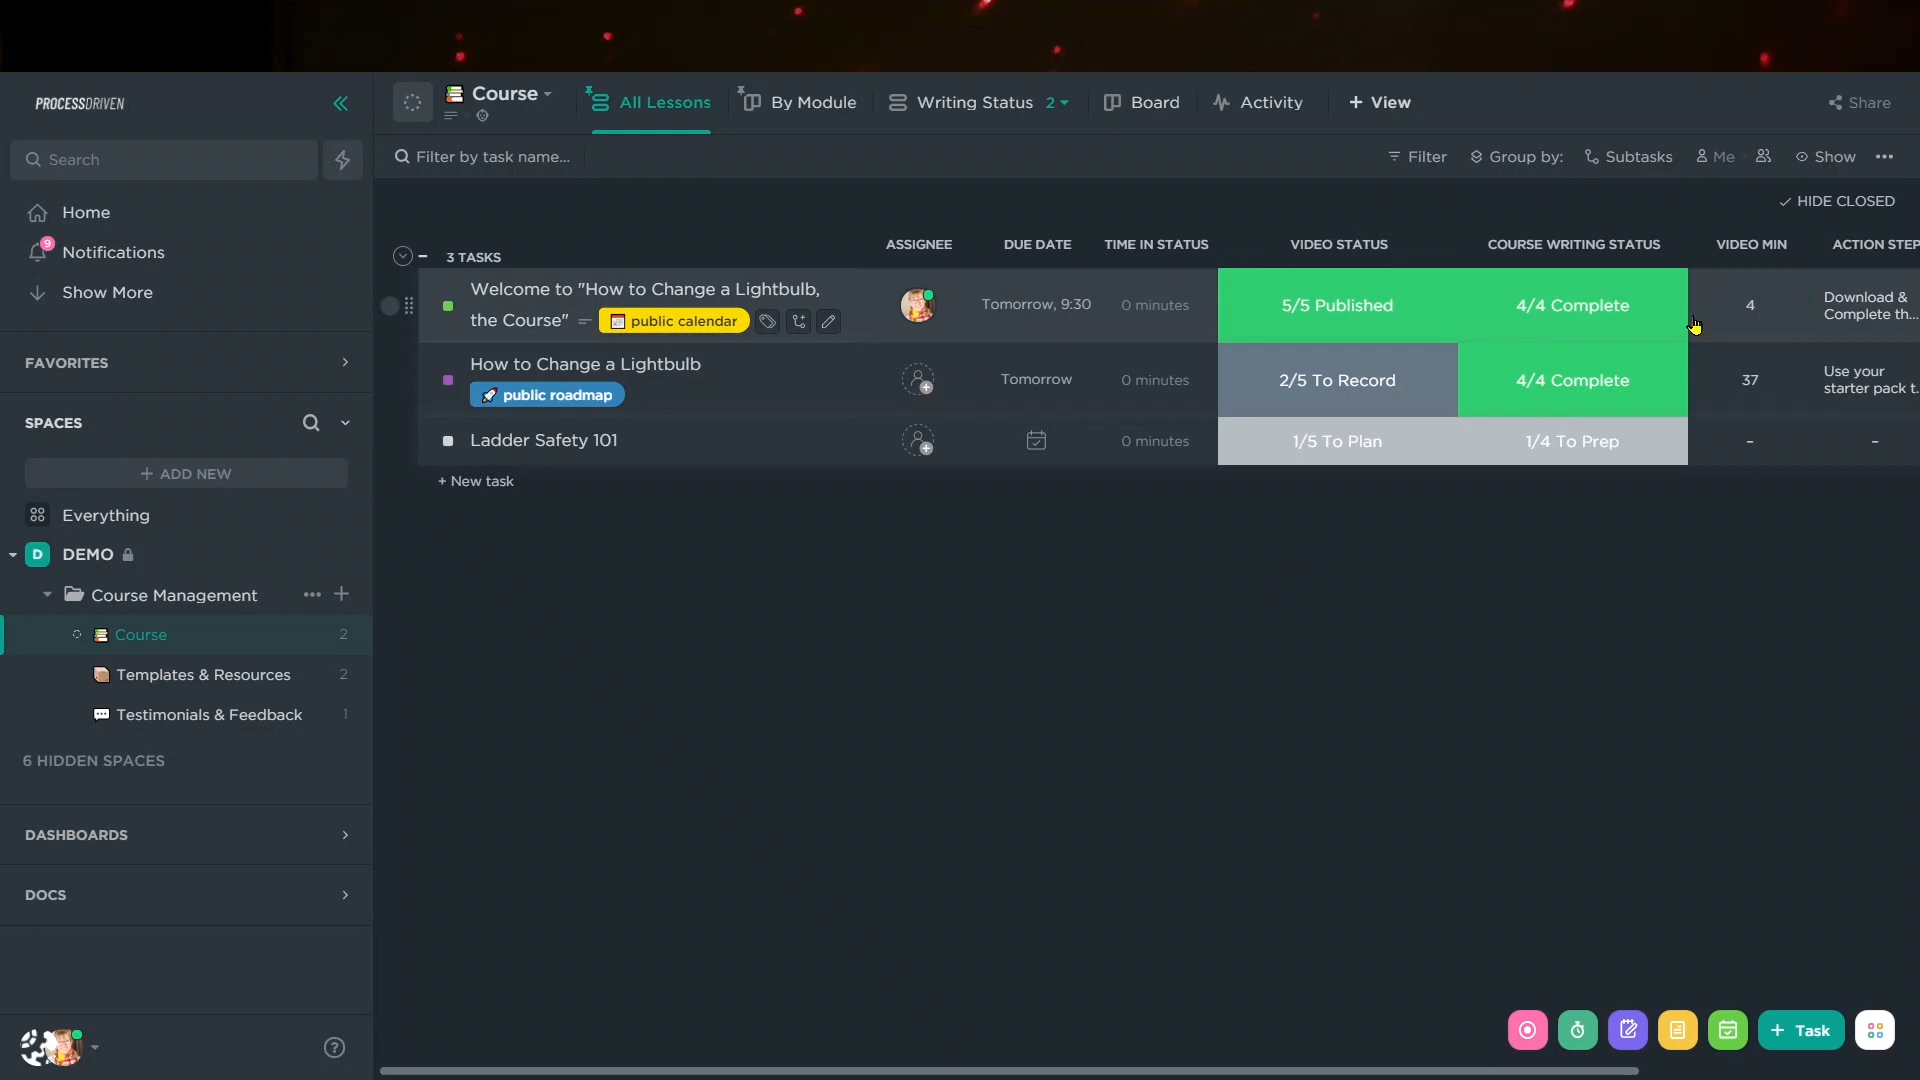 PROCESSDRIVEN
Course
All Lessons
By Module
Writing Status 2
Board
Activity
+ View
Share
Search
Filter by task name...
Filter
Group by:
Subtasks
Me
Show
HIDE CLOSED
Home
9
Notifications
Show More
FAVORITES
SPACES
+ ADD NEW
Everything
D DEMO
Course Management
Course 2
Templates & Resources 2
Testimonials & Feedback 1
6 HIDDEN SPACES
DASHBOARDS
DOCS
3 TASKS
ASSIGNEE
DUE DATE
TIME IN STATUS
VIDEO STATUS
COURSE WRITING STATUS
VIDEO MIN
ACTION STEP
Welcome to "How to Change a Lightbulb,
the Course"
public calendar
Tomorrow, 9:30
0 minutes
5/5 Published
4/4 Complete
4
Download &
Complete th...
How to Change a Lightbulb
public roadmap
Tomorrow
0 minutes
2/5 To Record
4/4 Complete
37
Use your
starter pack t...
Ladder Safety 101
0 minutes
1/5 To Plan
1/4 To Prep
–
–
+ New task
+ Task